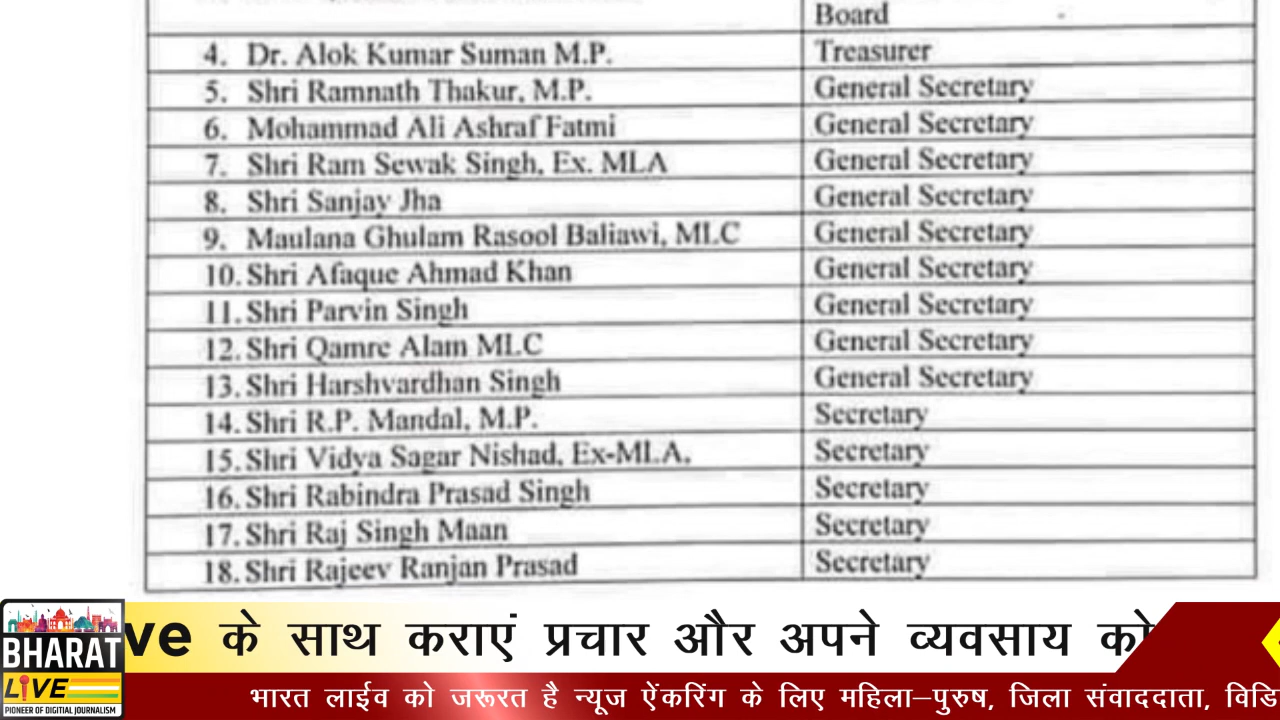 Board
4. Dr. Alok Kumar Suman M.P. Treasurer
5. Shri Ramnath Thakur, M.P. General Secretary
6. Mohammad Ali Ashraf Fatmi General Secretary
7. Shri Ram Sewak Singh, Ex. MLA General Secretary
8. Shri Sanjay Jha General Secretary
9. Maulana Ghulam Rasool Baliawi, MLC General Secretary
10. Shri Afaque Ahmad Khan General Secretary
11. Shri Parvin Singh General Secretary
12. Shri Qamre Alam MLC General Secretary
13. Shri Harshvardhan Singh General Secretary
14. Shri R.P. Mandal, M.P. Secretary
15. Shri Vidya Sagar Nishad, Ex-MLA, Secretary
16. Shri Rabindra Prasad Singh Secretary
17. Shri Raj Singh Maan Secretary
18. Shri Rajeev Ranjan Prasad Secretary
ve के साथ कराएं प्रचार और अपने व्यवसाय को
BHARAT
LIVE
PIONEER OF DIGITAL JOURNALISM
भारत लाईव को जरूरत है न्यूज ऐंकरिंग के लिए महिला–पुरुष, जिला संवाददाता, विडि